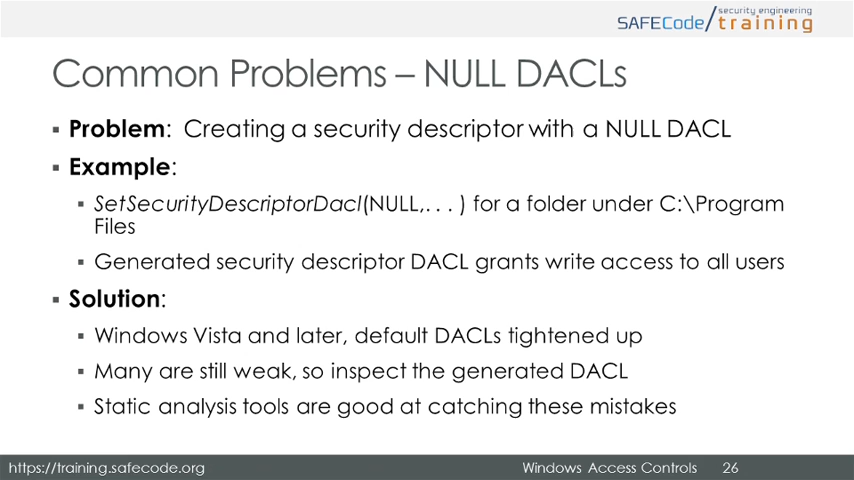 security engineering
SAFECode/training
Common Problems – NULL DACLs
▪ Problem: Creating a security descriptor with a NULL DACL
▪ Example:
▪ SetSecurityDescriptorDacl(NULL,. . . ) for a folder under C:\Program
Files
▪ Generated security descriptor DACL grants write access to all users
▪ Solution:
▪ Windows Vista and later, default DACLs tightened up
▪ Many are still weak, so inspect the generated DACL
▪ Static analysis tools are good at catching these mistakes
https://training.safecode.org Windows Access Controls 26